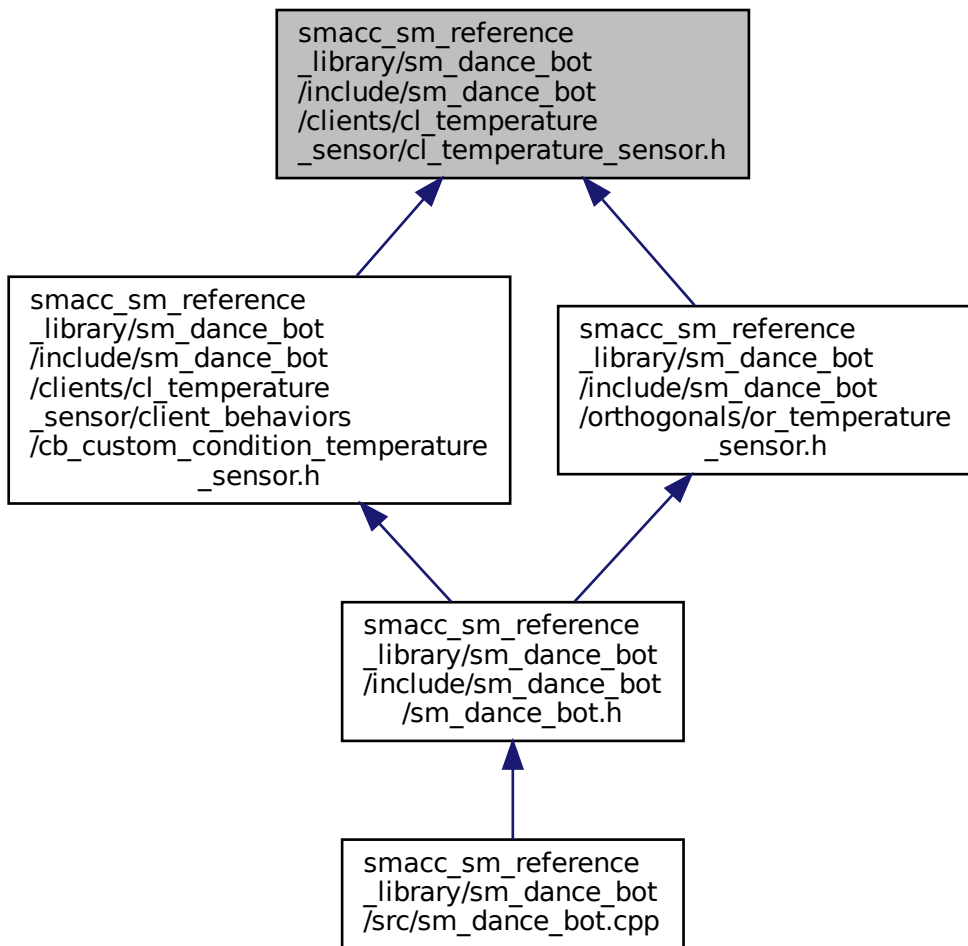 smacc_sm_reference
_library/sm_dance_bot
/include/sm_dance_bot
/clients/cl_temperature
_sensor/cl_temperature_sensor.h
smacc_sm_reference
_library/sm_dance_bot
/include/sm_dance_bot
/clients/cl_temperature
_sensor/client_behaviors
/cb_custom_condition_temperature
_sensor.h
smacc_sm_reference
_library/sm_dance_bot
/include/sm_dance_bot
/orthogonals/or_temperature
_sensor.h
smacc_sm_reference
_library/sm_dance_bot
/include/sm_dance_bot
/sm_dance_bot.h
smacc_sm_reference
_library/sm_dance_bot
/src/sm_dance_bot.cpp